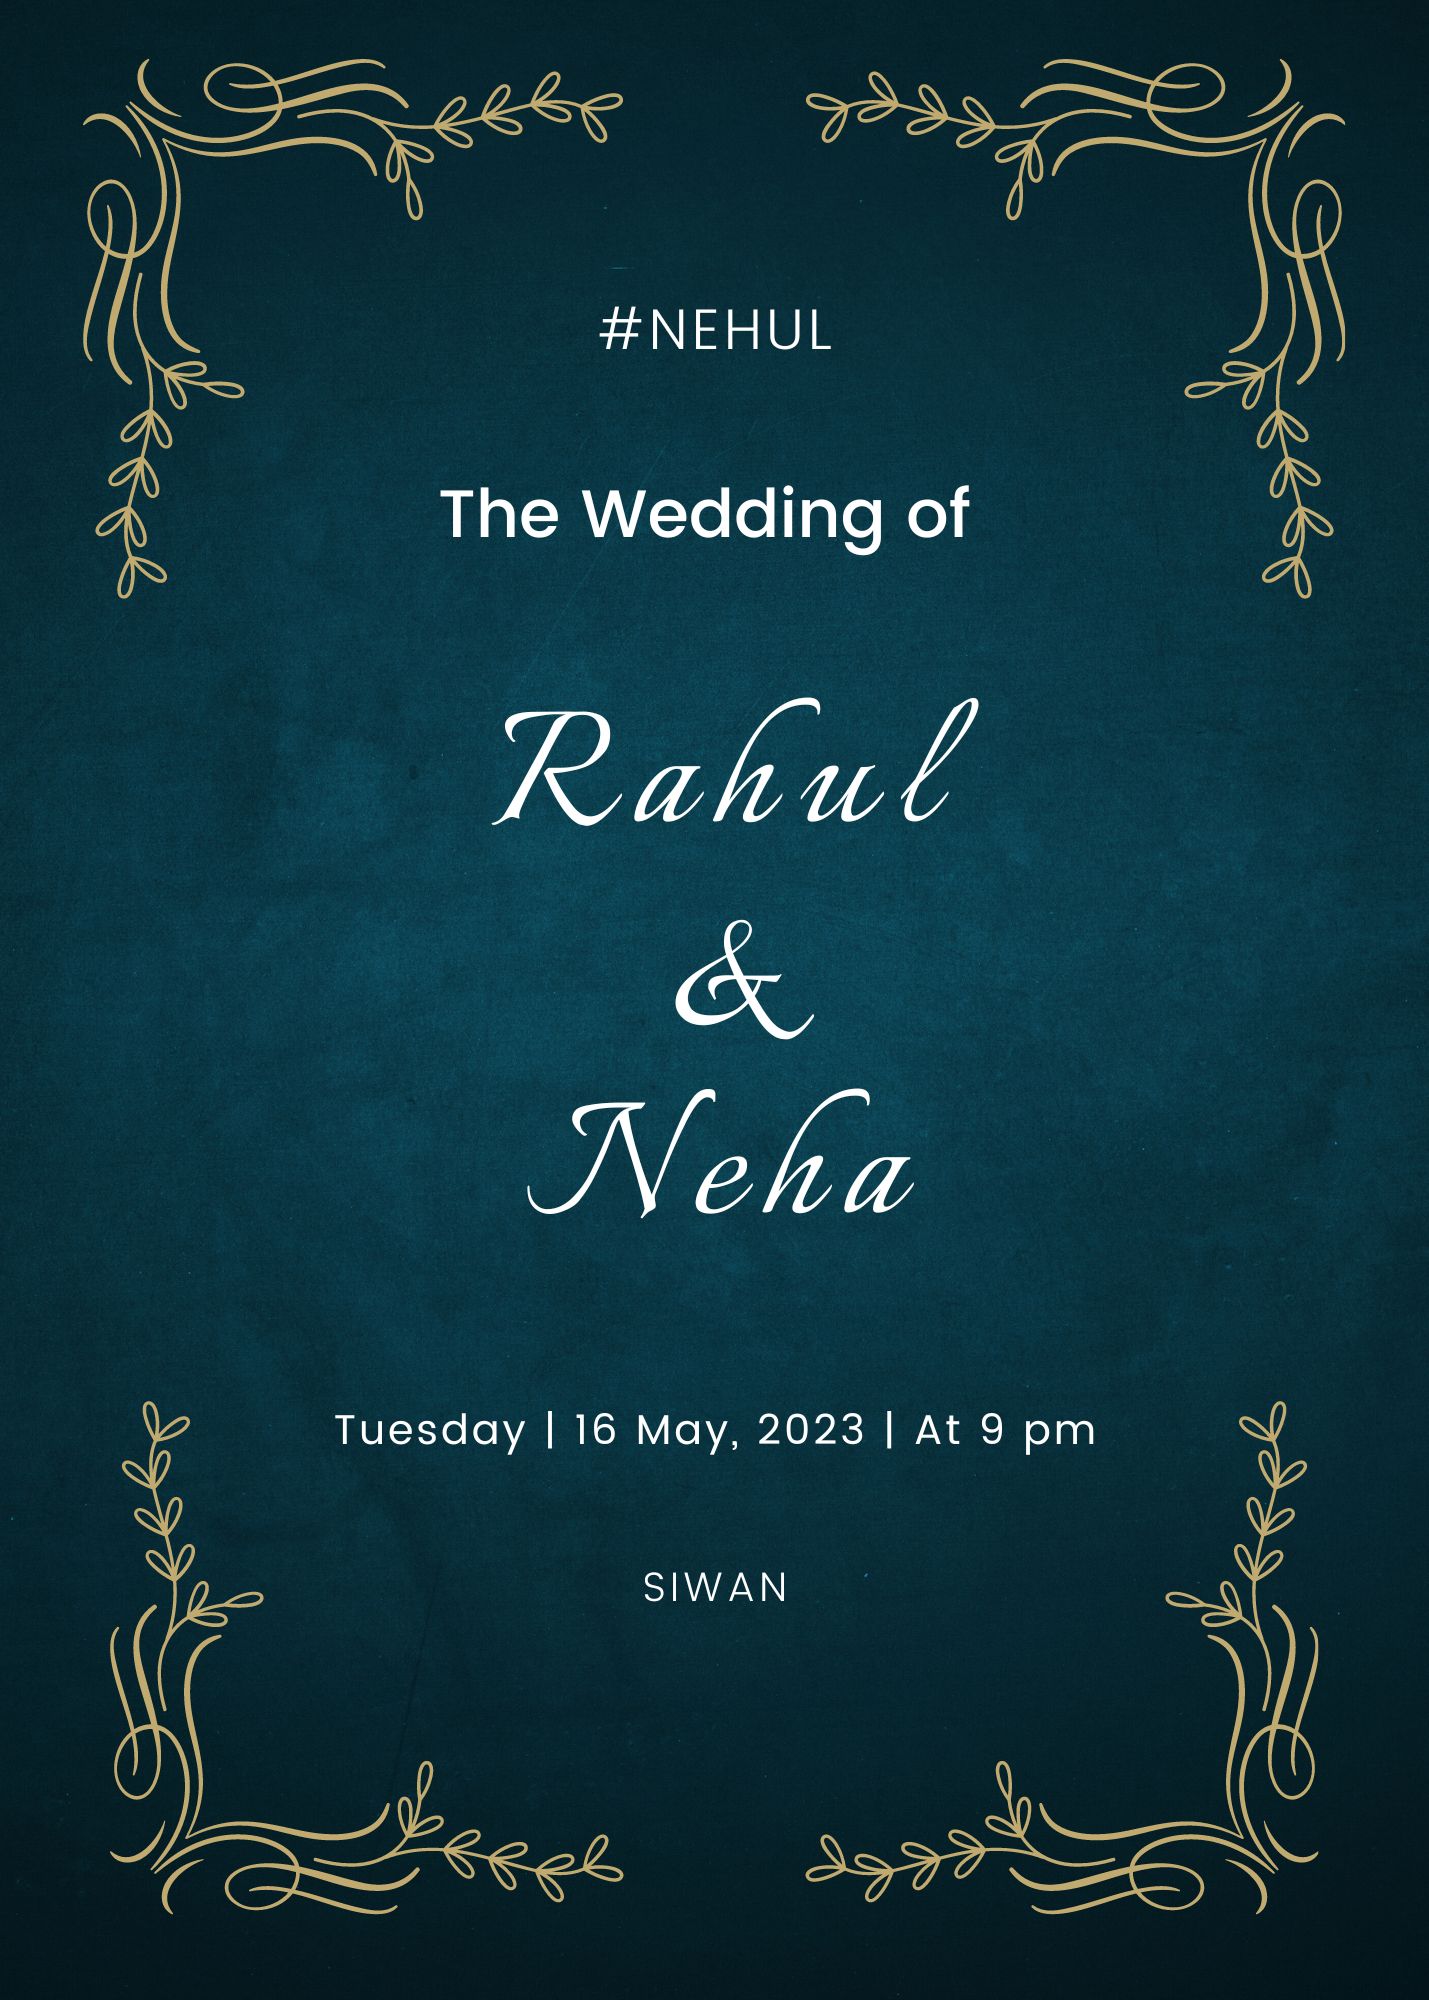 #NEHUL
The Wedding of
Rahul
&
Neha
Tuesday | 16 May, 2023 | At 9 pm
SIWAN